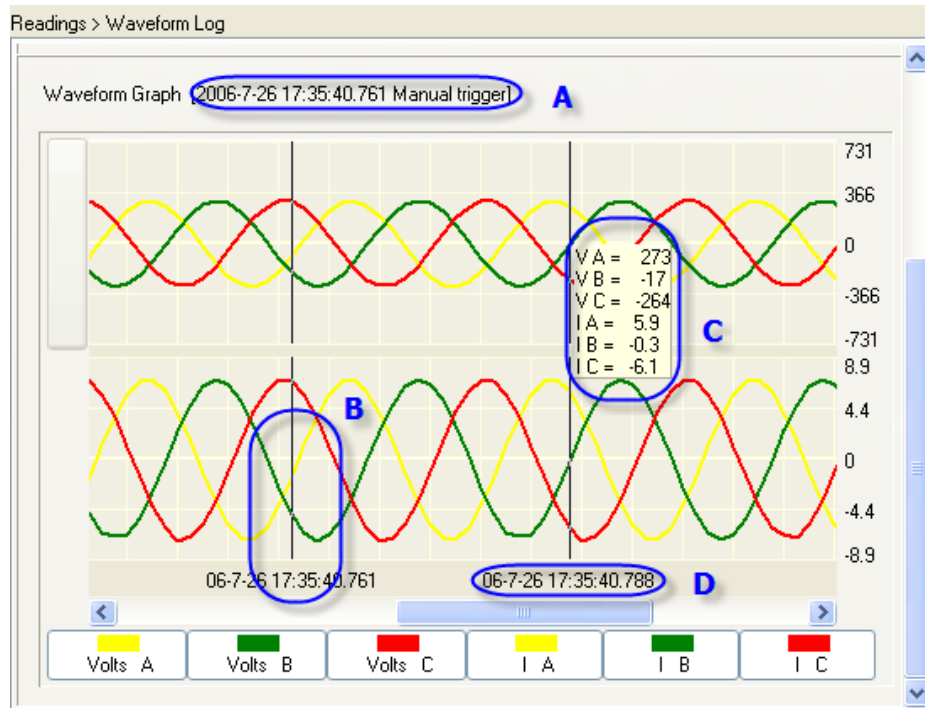 Readings > Waveform Log
Waveform Graph [2006-7-26 17:35:40.761 Manual trigger]
A
731
366
0
-366
-731
V A = 273
V B = -17
V C = -264
I A = 5.9
I B = -0.3
I C = -6.1
C
8.9
4.4
0
-4.4
-8.9
B
06-7-26 17:35:40.761
06-7-26 17:35:40.788
D
Volts A
Volts B
Volts C
I A
I B
I C